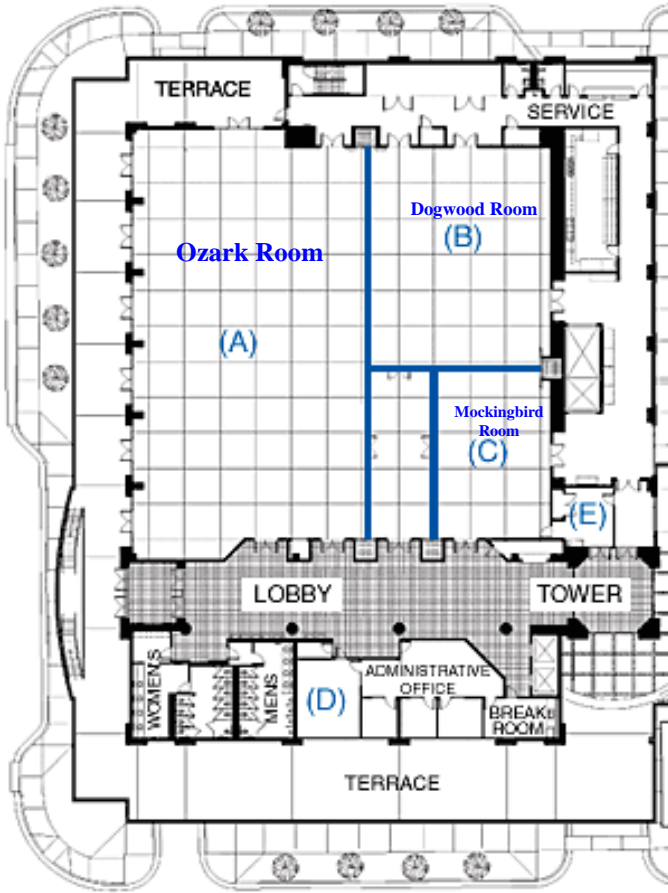 TERRACE
SERVICE
Dogwood Room
(B)
Ozark Room
(A)
Mockingbird
Room
(C)
(E)
LOBBY
TOWER
WOMENS
MENS
(D)
ADMINISTRATIVE
OFFICE
BREAK
ROOM
TERRACE